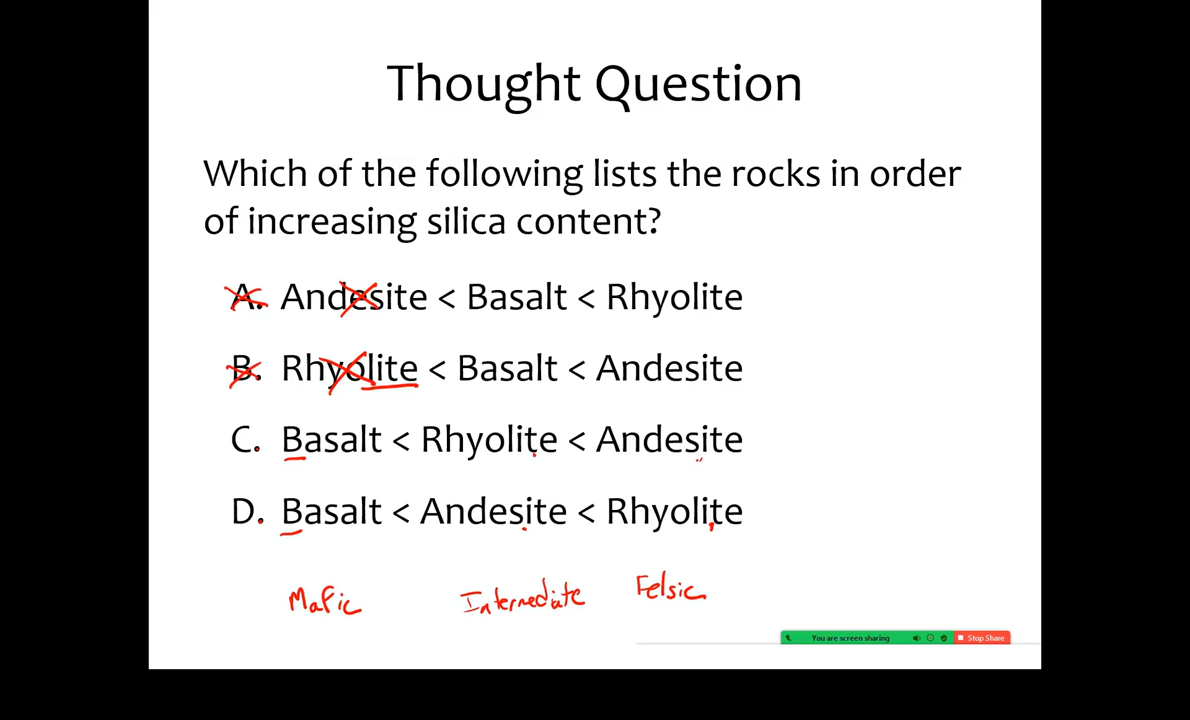 Thought Question
Which of the following lists the rocks in order
of increasing silica content?
A. Andesite < Basalt < Rhyolite
B. Rhyolite < Basalt < Andesite
C. Basalt < Rhyolite < Andesite
D. Basalt < Andesite < Rhyolite
Mafic Intermediate Felsic
You are screen sharing Stop Share